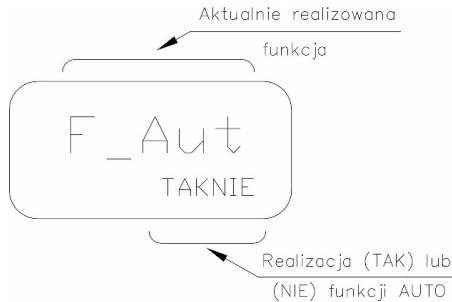 Aktualnie realizowana
funkcja
F_Aut
TAKNIE
Realizacja (TAK) lub
(NIE) funkcji AUTO